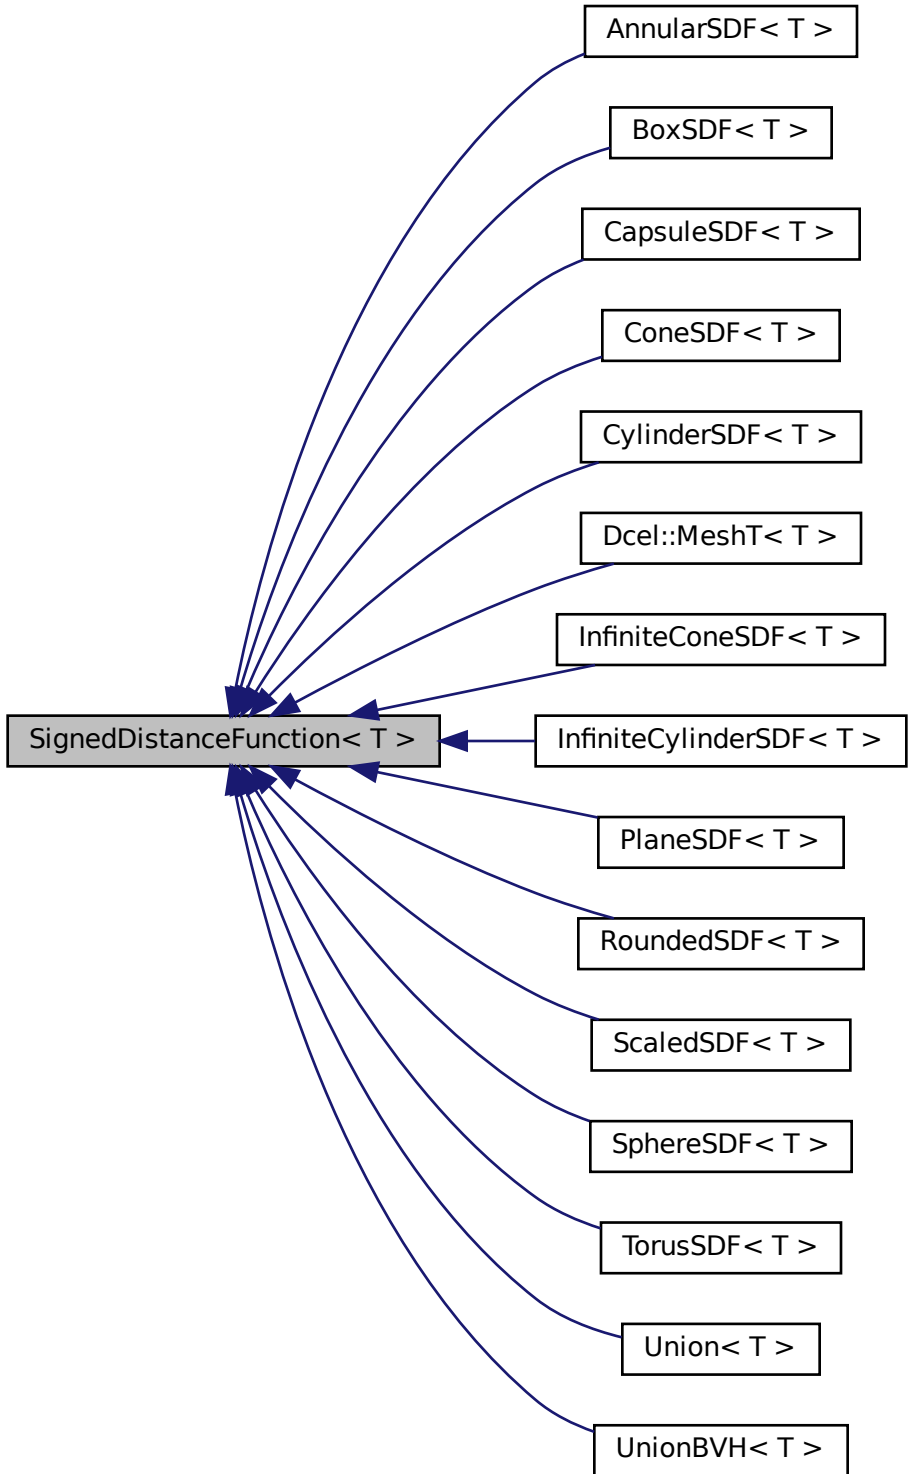 AnnularSDF< T >
BoxSDF< T >
CapsuleSDF< T >
ConeSDF< T >
CylinderSDF< T >
Dcel::MeshT< T >
InfiniteConeSDF< T >
SignedDistanceFunction< T >
InfiniteCylinderSDF< T >
PlaneSDF< T >
RoundedSDF< T >
ScaledSDF< T >
SphereSDF< T >
TorusSDF< T >
Union< T >
UnionBVH< T >